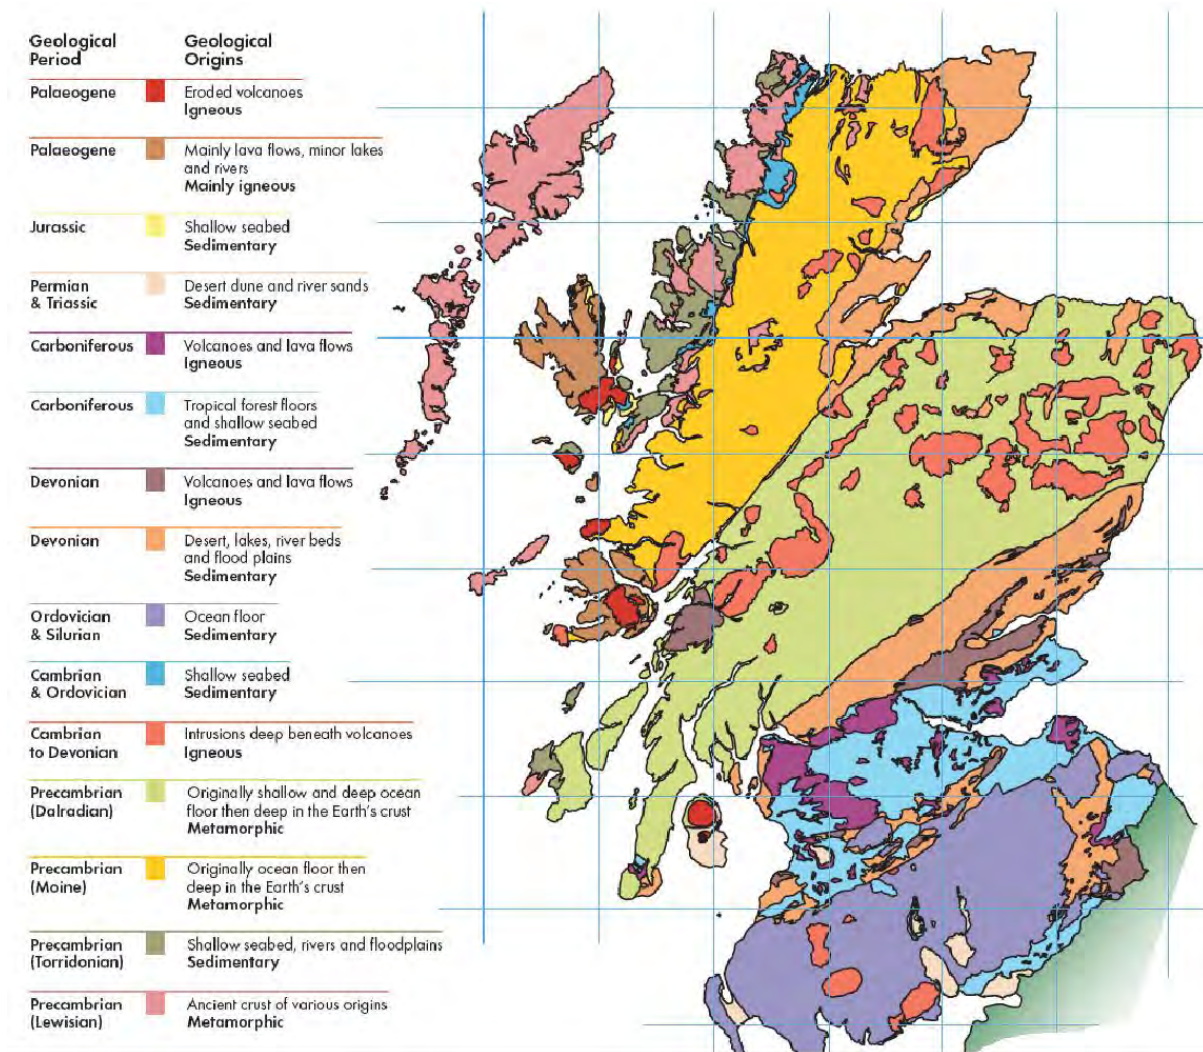 Geological Period
Geological Origins
Palaeogene
Eroded volcanoes
Igneous
Palaeogene
Mainly lava flows, minor lakes
and rivers
Mainly igneous
Jurassic
Shallow seabed
Sedimentary
Permian
& Triassic
Desert dune and river sands
Sedimentary
Carboniferous
Volcanoes and lava flows
Igneous
Carboniferous
Tropical forest floors
and shallow seabed
Sedimentary
Devonian
Volcanoes and lava flows
Igneous
Devonian
Desert, lakes, river beds
and flood plains
Sedimentary
Ordovician
& Silurian
Ocean floor
Sedimentary
Cambrian
& Ordovician
Shallow seabed
Sedimentary
Cambrian
to Devonian
Intrusions deep beneath volcanoes
Igneous
Precambrian
(Dalradian)
Originally shallow and deep ocean
floor then deep in the Earth's crust
Metamorphic
Precambrian
(Moine)
Originally ocean floor then
deep in the Earth's crust
Metamorphic
Precambrian
(Torridonian)
Shallow seabed, rivers and floodplains
Sedimentary
Precambrian
(Lewisian)
Ancient crust of various origins
Metamorphic